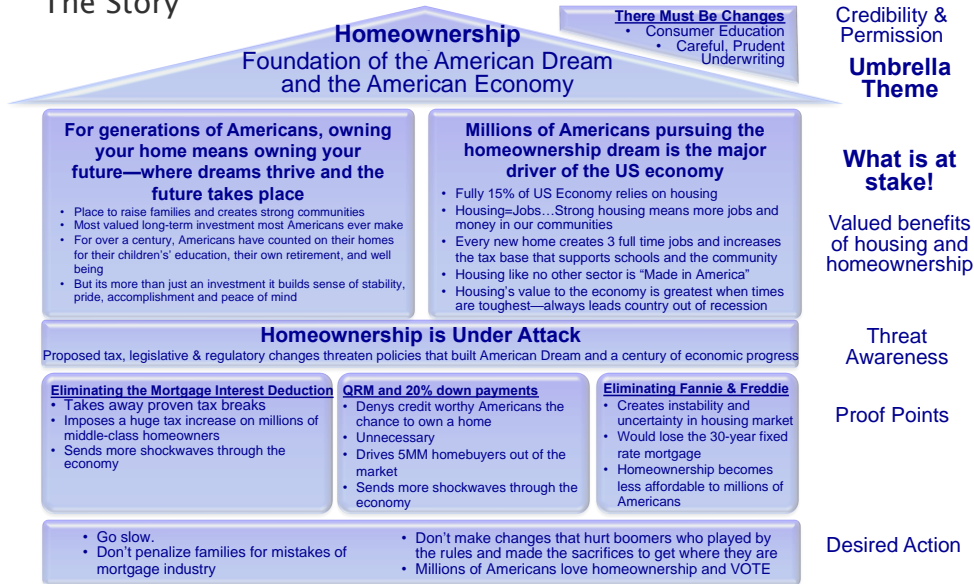 The Story
There Must Be Changes
• Consumer Education
• Careful, Prudent
Underwriting
Credibility &
Permission
Homeownership
Foundation of the American Dream
and the American Economy
Umbrella
Theme
For generations of Americans, owning
your home means owning your
future—where dreams thrive and the
future takes place
• Place to raise families and creates strong communities
• Most valued long-term investment most Americans ever make
• For over a century, Americans have counted on their homes
for their children's education, their own retirement, and well
being
• But its more than just an investment it builds sense of stability,
pride, accomplishment and peace of mind
Millions of Americans pursuing the
homeownership dream is the major
driver of the US economy
• Fully 15% of US Economy relies on housing
• Housing=Jobs…Strong housing means more jobs and
money in our communities
• Every new home creates 3 full time jobs and increases
the tax base that supports schools and the community
• Housing like no other sector is “Made in America”
• Housing's value to the economy is greatest when times
are toughest—always leads country out of recession
What is at
stake!
Valued benefits
of housing and
homeownership
Homeownership is Under Attack
Proposed tax, legislative & regulatory changes threaten policies that built American Dream and a century of economic progress
Threat
Awareness
Eliminating the Mortgage Interest Deduction
• Takes away proven tax breaks
• Imposes a huge tax increase on millions of
middle-class homeowners
• Sends more shockwaves through the
economy
QRM and 20% down payments
• Denys credit worthy Americans the
chance to own a home
• Unnecessary
• Drives 5MM homebuyers out of the
market
• Sends more shockwaves through the
economy
Eliminating Fannie & Freddie
• Creates instability and
uncertainty in housing market
• Would lose the 30-year fixed
rate mortgage
• Homeownership becomes
less affordable to millions of
Americans
Proof Points
• Go slow.
• Don't penalize families for mistakes of
mortgage industry
• Don't make changes that hurt boomers who played by
the rules and made the sacrifices to get where they are
• Millions of Americans love homeownership and VOTE
Desired Action